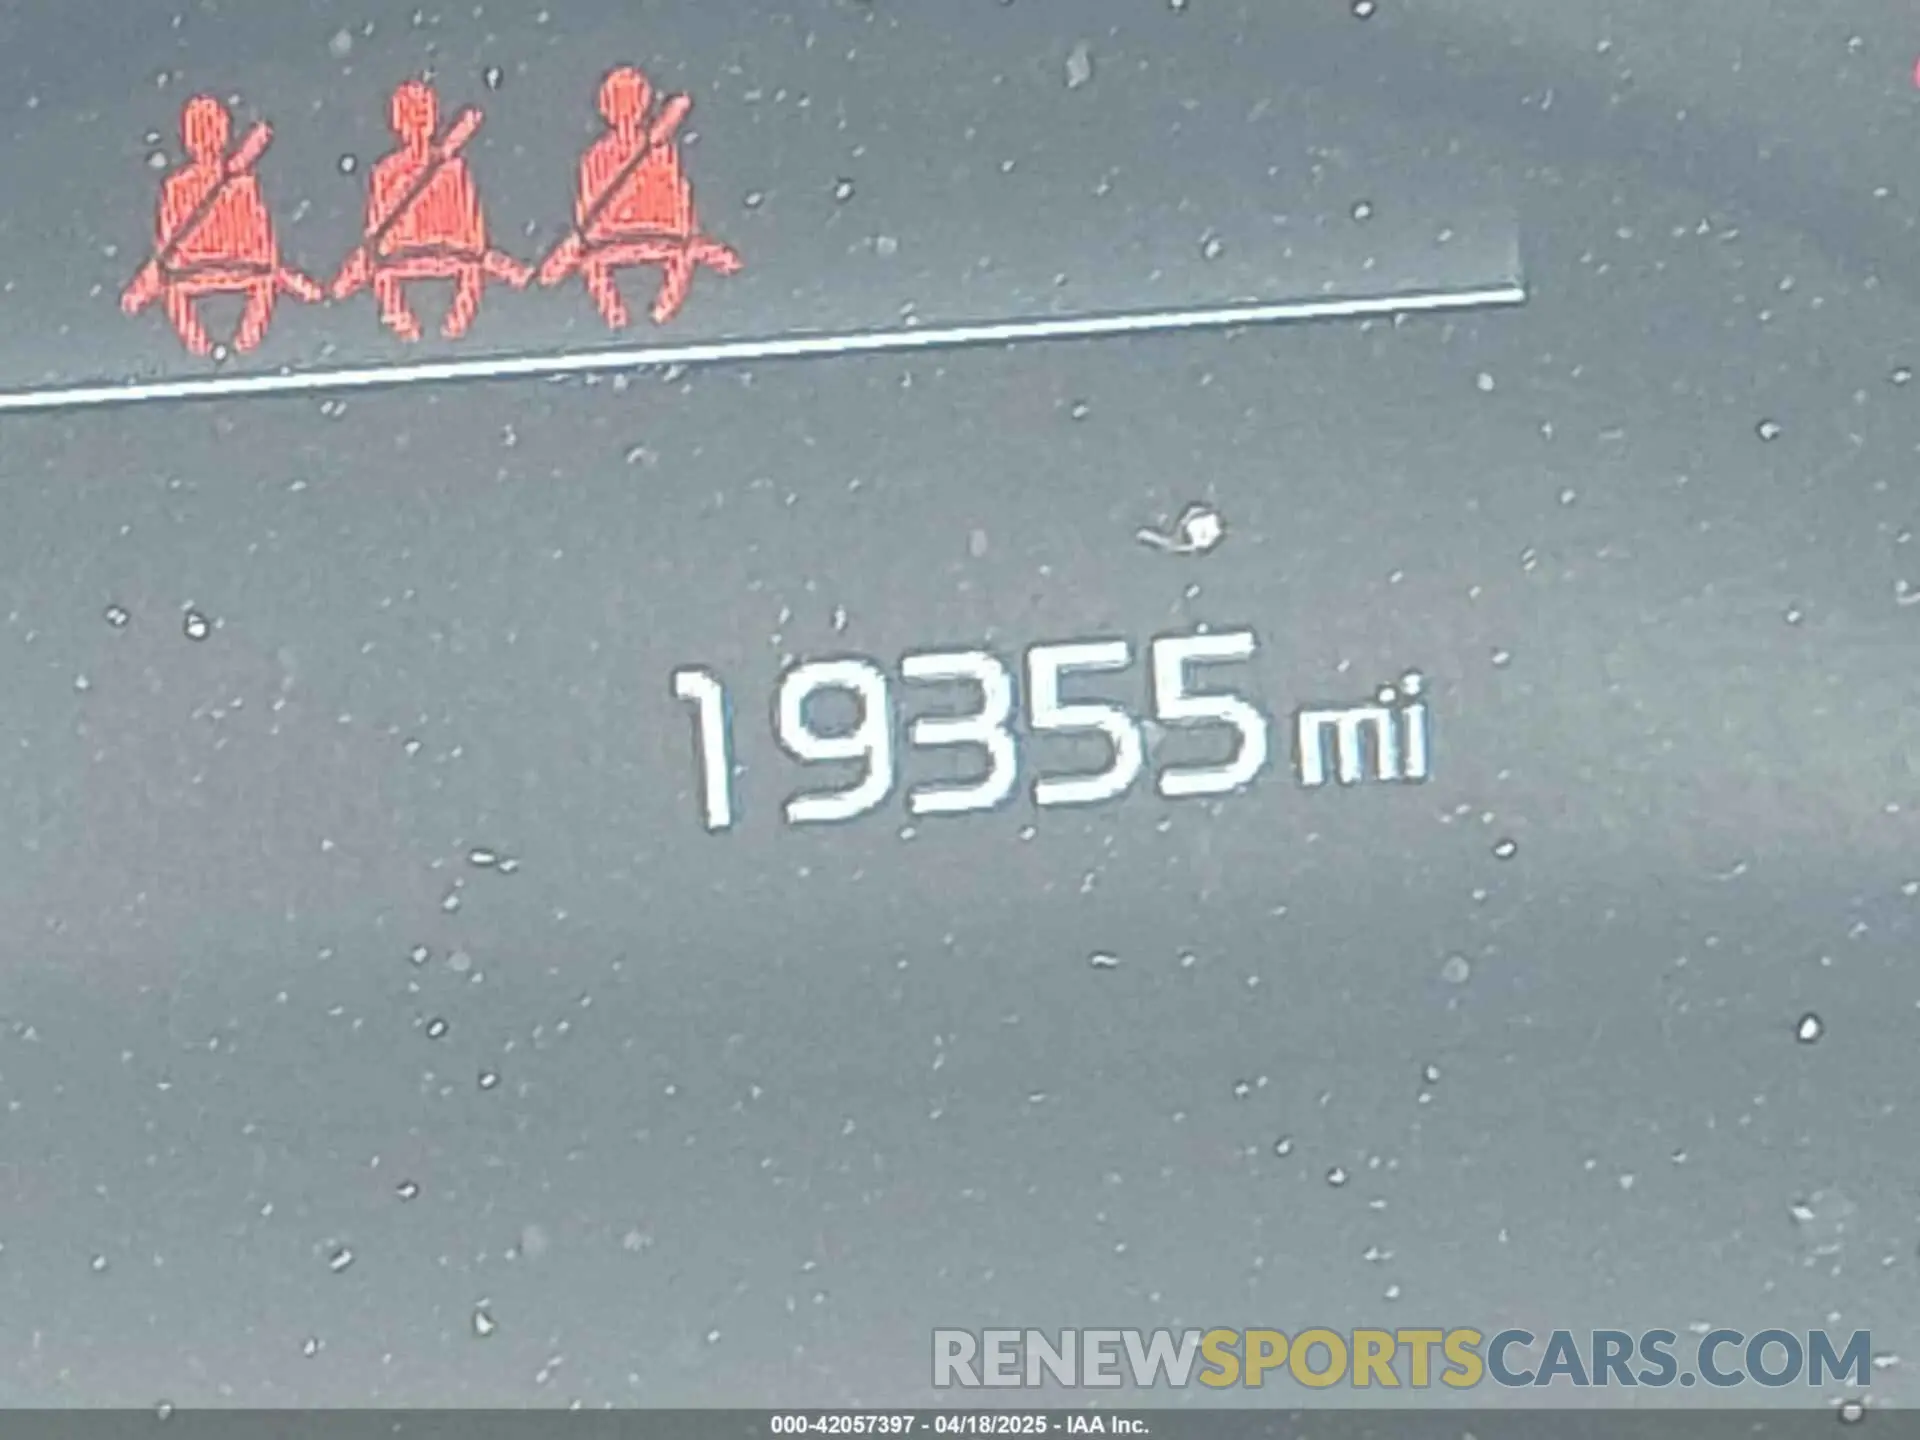 19355 mi
RENEWSPORTSCARS.COM
000-42057397 - 04/18/2025 - IAA Inc.